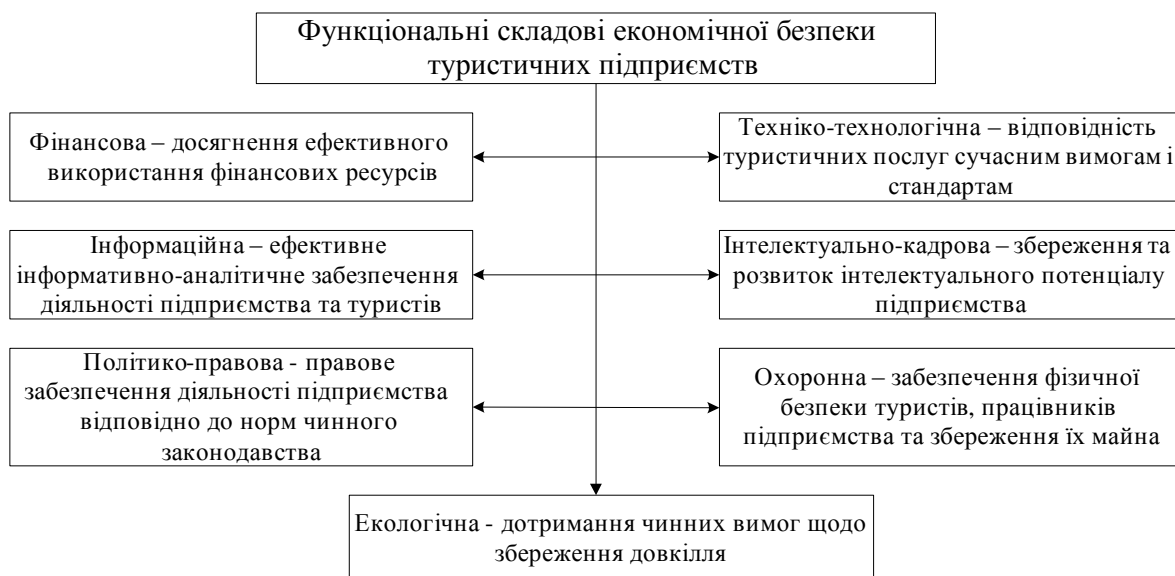 Функціональні складові економічної безпеки
туристичних підприємств
Фінансова – досягнення ефективного
використання фінансових ресурсів
Техніко-технологічна – відповідність
туристичних послуг сучасним вимогам і
стандартам
Інформаційна – ефективне
інформативно-аналітичне забезпечення
діяльності підприємства та туристів
Інтелектуально-кадрова – збереження та
розвиток інтелектуального потенціалу
підприємства
Політико-правова - правове
забезпечення діяльності підприємства
відповідно до норм чинного
законодавства
Охоронна – забезпечення фізичної
безпеки туристів, працівників
підприємства та збереження їх майна
Екологічна - дотримання чинних вимог щодо
збереження довкілля